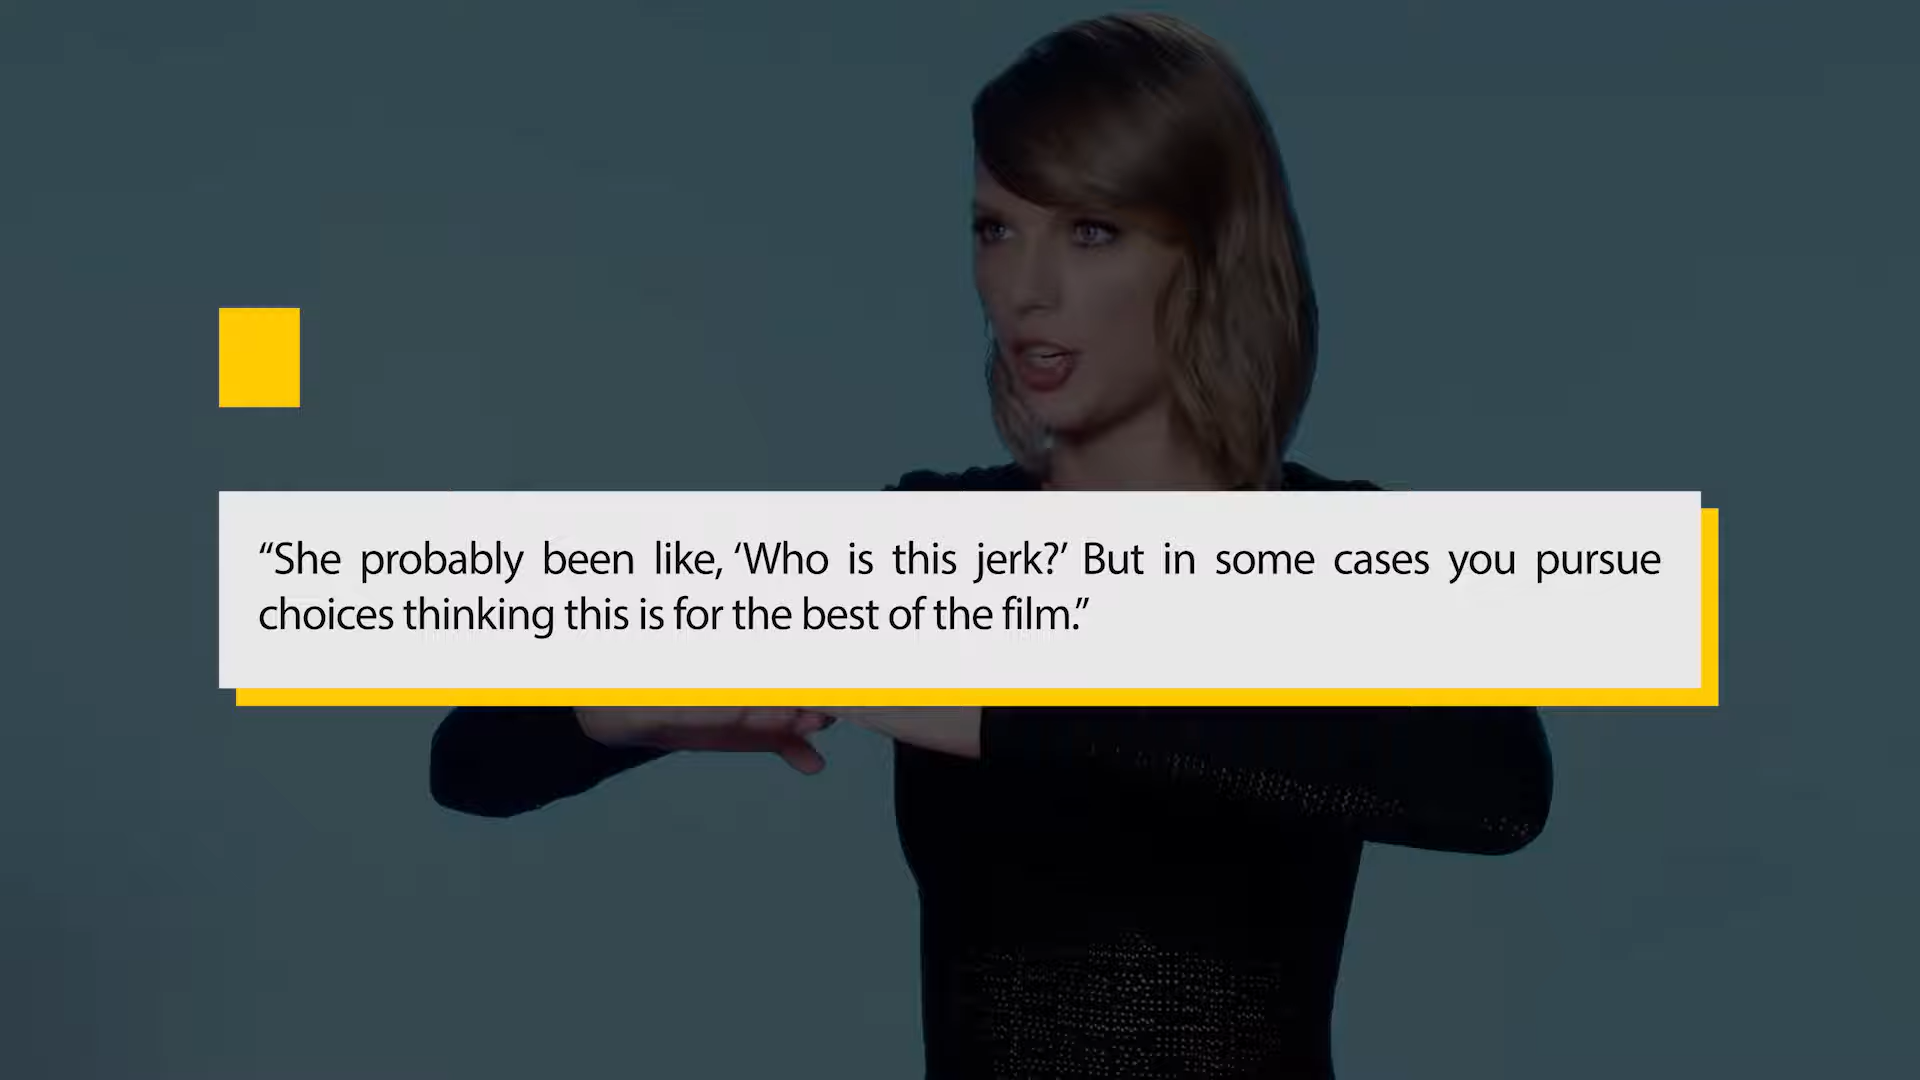 “She probably been like, ‘Who is this jerk?’ But in some cases you pursue
choices thinking this is for the best of the film.”